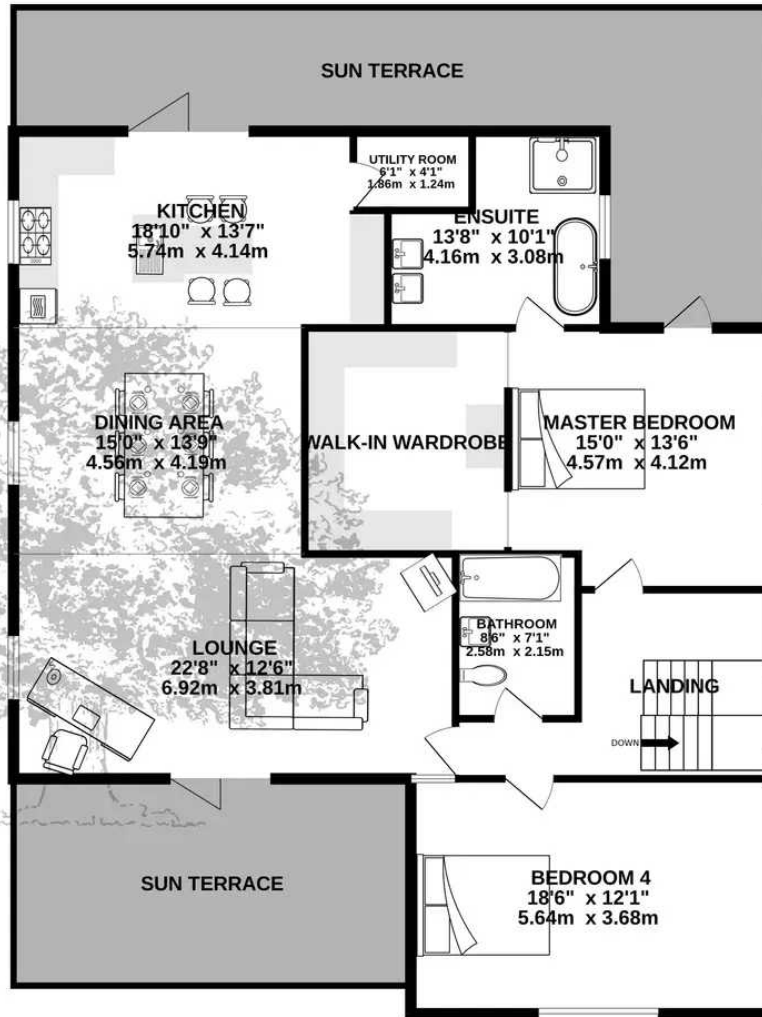 SUN TERRACE
UTILITY ROOM
6'1" x 4'1"
1.86m x 1.24m
KITCHEN
18'10" x 13'7"
5.74m x 4.14m
ENSUITE
13'8" x 10'1"
4.16m x 3.08m
DINING AREA
15'0" x 13'9"
4.56m x 4.19m
WALK-IN WARDROBE
MASTER BEDROOM
15'0" x 13'6"
4.57m x 4.12m
LOUNGE
22'8" x 12'6"
6.92m x 3.81m
BATHROOM
8'6" x 7'1"
2.58m x 2.15m
LANDING
DOWN
SUN TERRACE
BEDROOM 4
18'6" x 12'1"
5.64m x 3.68m